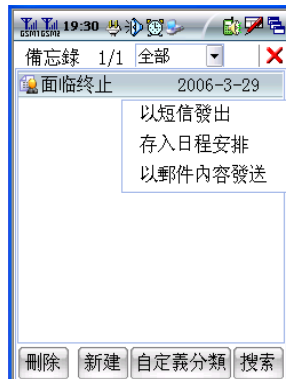 GSM1 GSM2 19:30
備忘錄 1/1 全部
面临终止 2006-3-29
以短信發出
存入日程安排
以郵件內容發送
刪除 新建 自定義分類 搜索